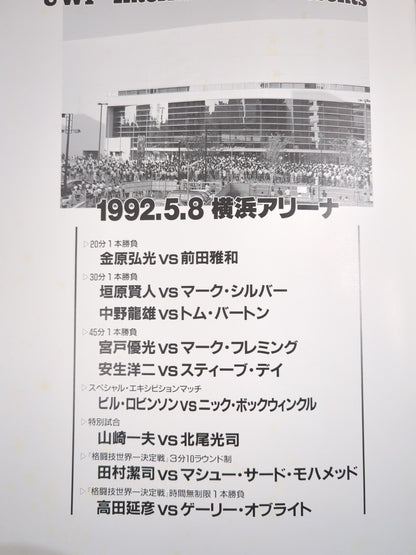 1992.5.8 横浜アリーナ
▷20分1本勝負
金原弘光 VS 前田雅和
▷30分1本勝負
垣原賢人 VS マーク・シルバー
中野龍雄 VS トム・バートン
▷45分1本勝負
宮戸優光 VS マーク・フレミング
安生洋二 VS スティーブ・デイ
▷スペシャル・エキシビションマッチ
ビル・ロビンソン VS ニック・ボックウィンクル
▷特別試合
山崎一夫 VS 北尾光司
▷「格闘技世界一決定戦」3分10ラウンド制
田村潔司 VS マシュー・サード・モハメッド
▷「格闘技世界一決定戦」時間無制限1本勝負
高田延彦 VS ゲーリー・オブライト